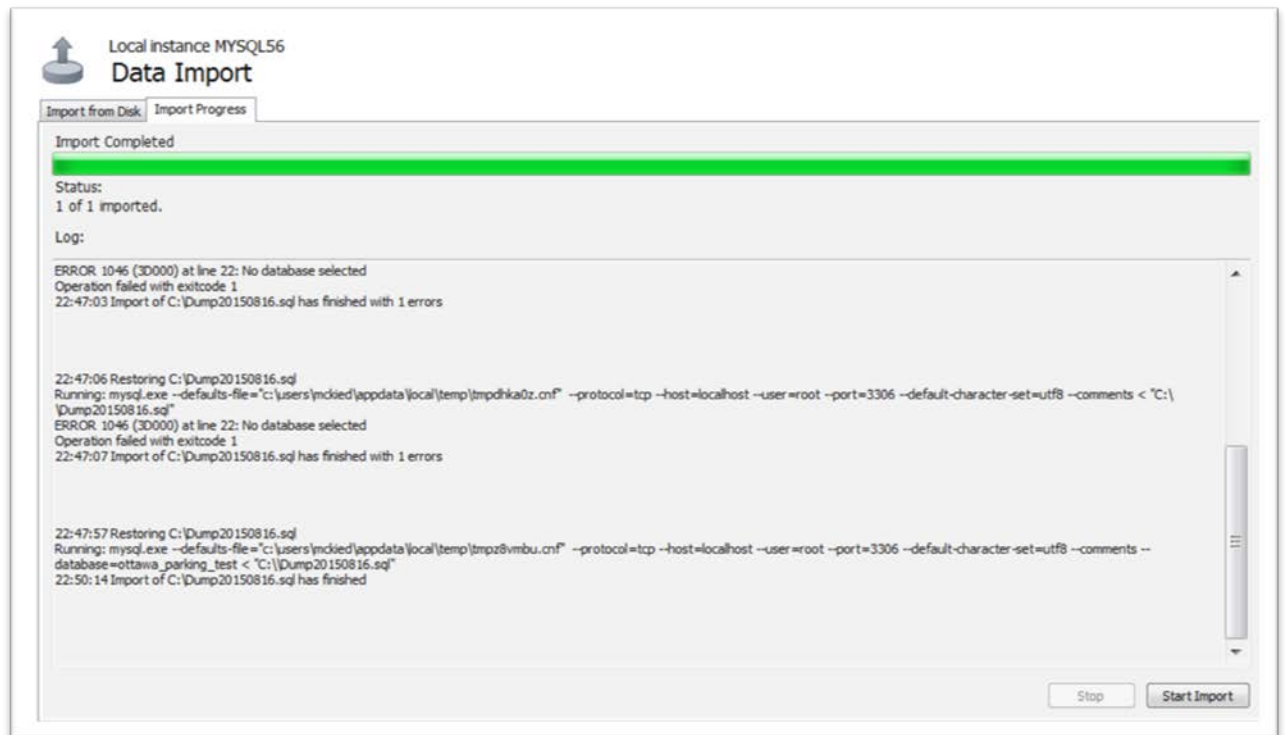 Local instance MYSQL56
Data Import
Import from Disk Import Progress
Import Completed
Status:
1 of 1 imported.
Log:
ERROR 1046 (3D000) at line 22: No database selected
Operation failed with exitcode 1
22:47:03 Import of C:\Dump20150816.sql has finished with 1 errors
22:47:06 Restoring C:\Dump20150816.sql
Running: mysql.exe --defaults-file="c:\users\mckied\appdata\local\temp\tmpdhka0z.cnf" --protocol=tcp --host=localhost --user=root --port=3306 --default-character-set=utf8 --comments < "C:\
\Dump20150816.sql"
ERROR 1046 (3D000) at line 22: No database selected
Operation failed with exitcode 1
22:47:07 Import of C:\Dump20150816.sql has finished with 1 errors
22:47:57 Restoring C:\Dump20150816.sql
Running: mysql.exe --defaults-file="c:\users\mckied\appdata\local\temp\tmpz8vmbu.cnf" --protocol=tcp --host=localhost --user=root --port=3306 --default-character-set=utf8 --comments --
database=ottawa_parking_test < "C:\\Dump20150816.sql"
22:50:14 Import of C:\Dump20150816.sql has finished
Stop Start Import